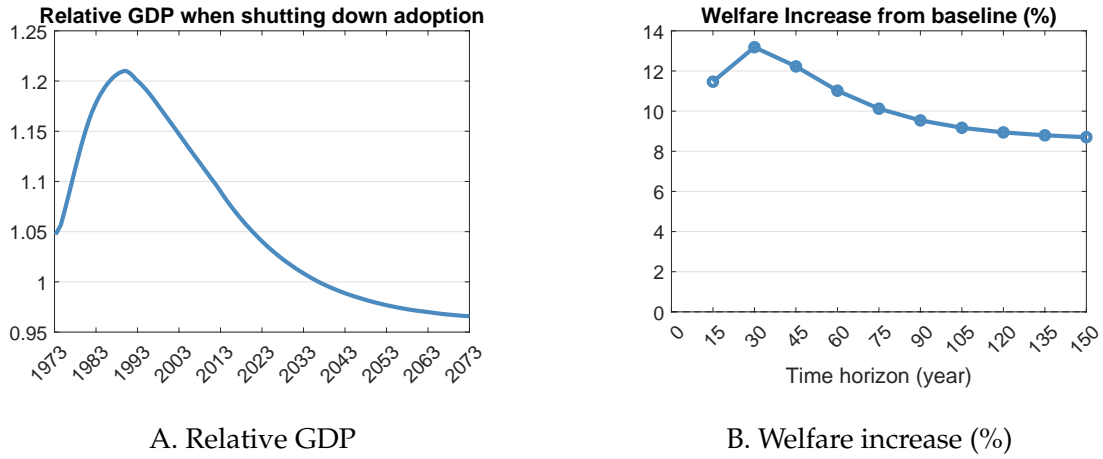 Relative GDP when shutting down adoption
1.25
1.2
1.15
1.1
1.05
1
0.95
1973 1983 1993 2003 2013 2023 2033 2043 2053 2063 2073
A. Relative GDP
Welfare Increase from baseline (%)
14
12
10
8
6
4
2
0
0 15 30 45 60 75 90 105 120 135 150
Time horizon (year)
B. Welfare increase (%)